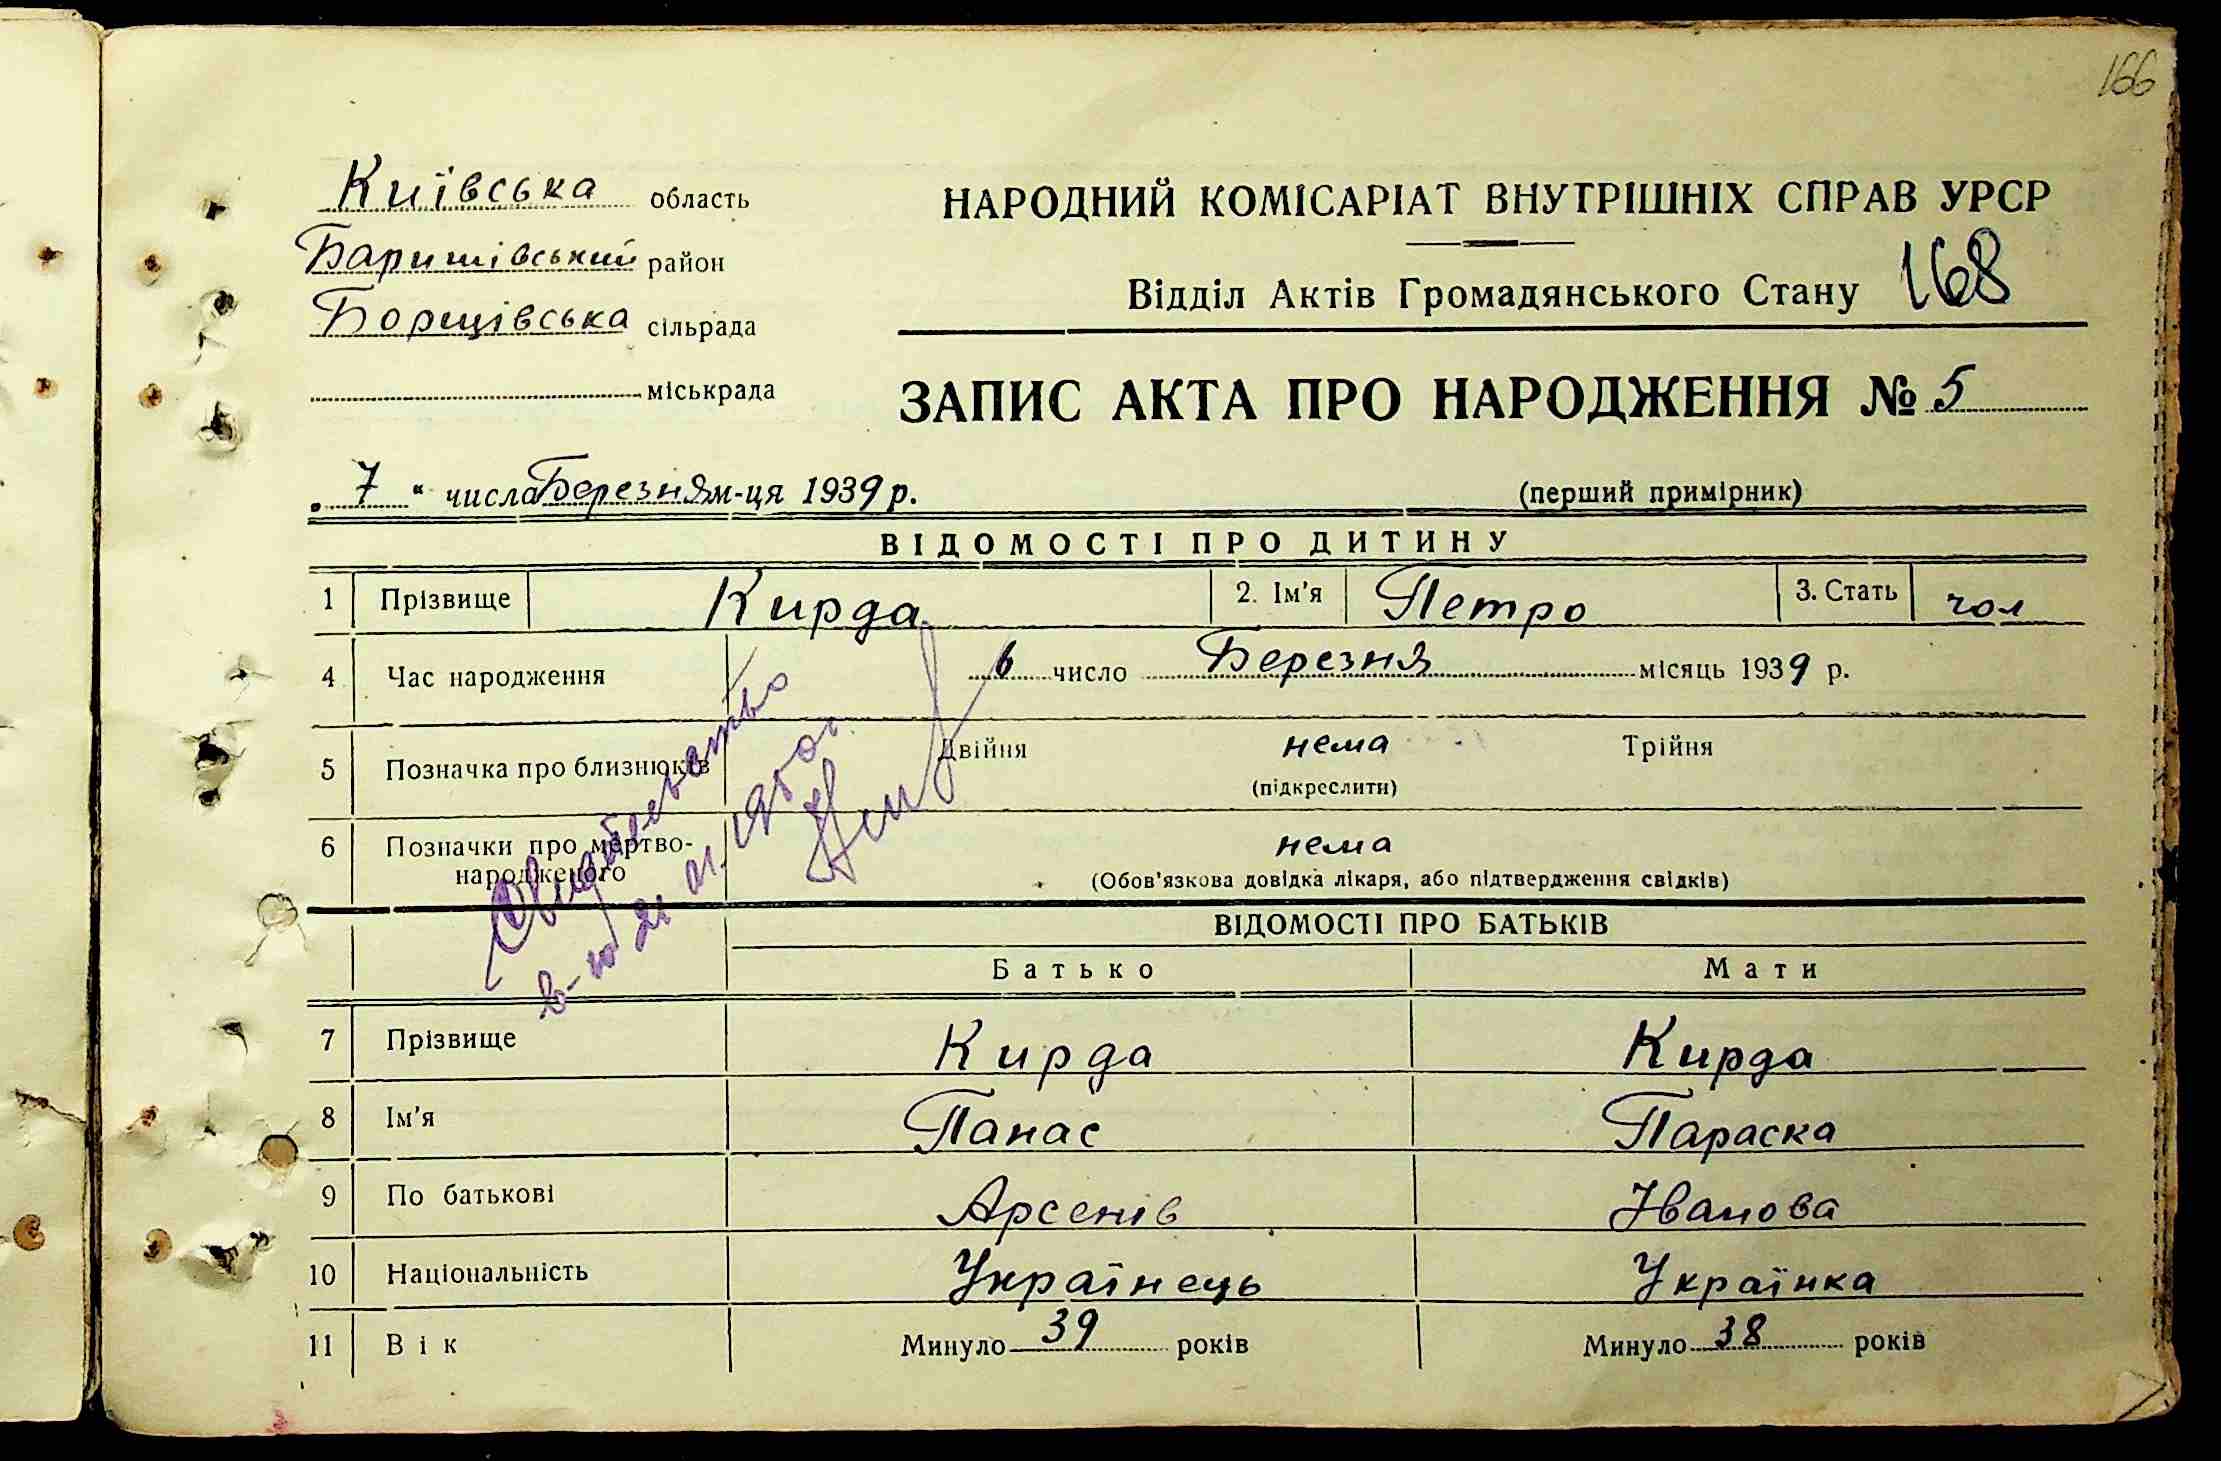 166
Київська область
НАРОДНИЙ КОМІСАРІАТ ВНУТРІШНІХ СПРАВ УРСР
Баришівський район
Відділ Актів Громадянського Стану 168
Борщівська сільрада
міськрада
ЗАПИС АКТА ПРО НАРОДЖЕННЯ № 5
„ 7 “ числа Березня м-ця 1939 р.
(перший примірник)
ВІДОМОСТІ ПРО ДИТИНУ
1 Прізвище Кирда 2. Ім'я Петро 3. Стать чол
4 Час народження 6 число Березня місяць 1939 р.
5 Позначка про близнюків Двійня нема Трійня
(підкреслити)
6 Позначки про мертво-
народженого
нема
(Обов'язкова довідка лікаря, або підтвердження свідків)
ВІДОМОСТІ ПРО БАТЬКІВ
Батько Мати
7 Прізвище Кирда Кирда
8 Ім'я Панас Параска
9 По батькові Арсенів Іванова
10 Національність Українець Українка
11 Вік Минуло 39 років Минуло 38 років